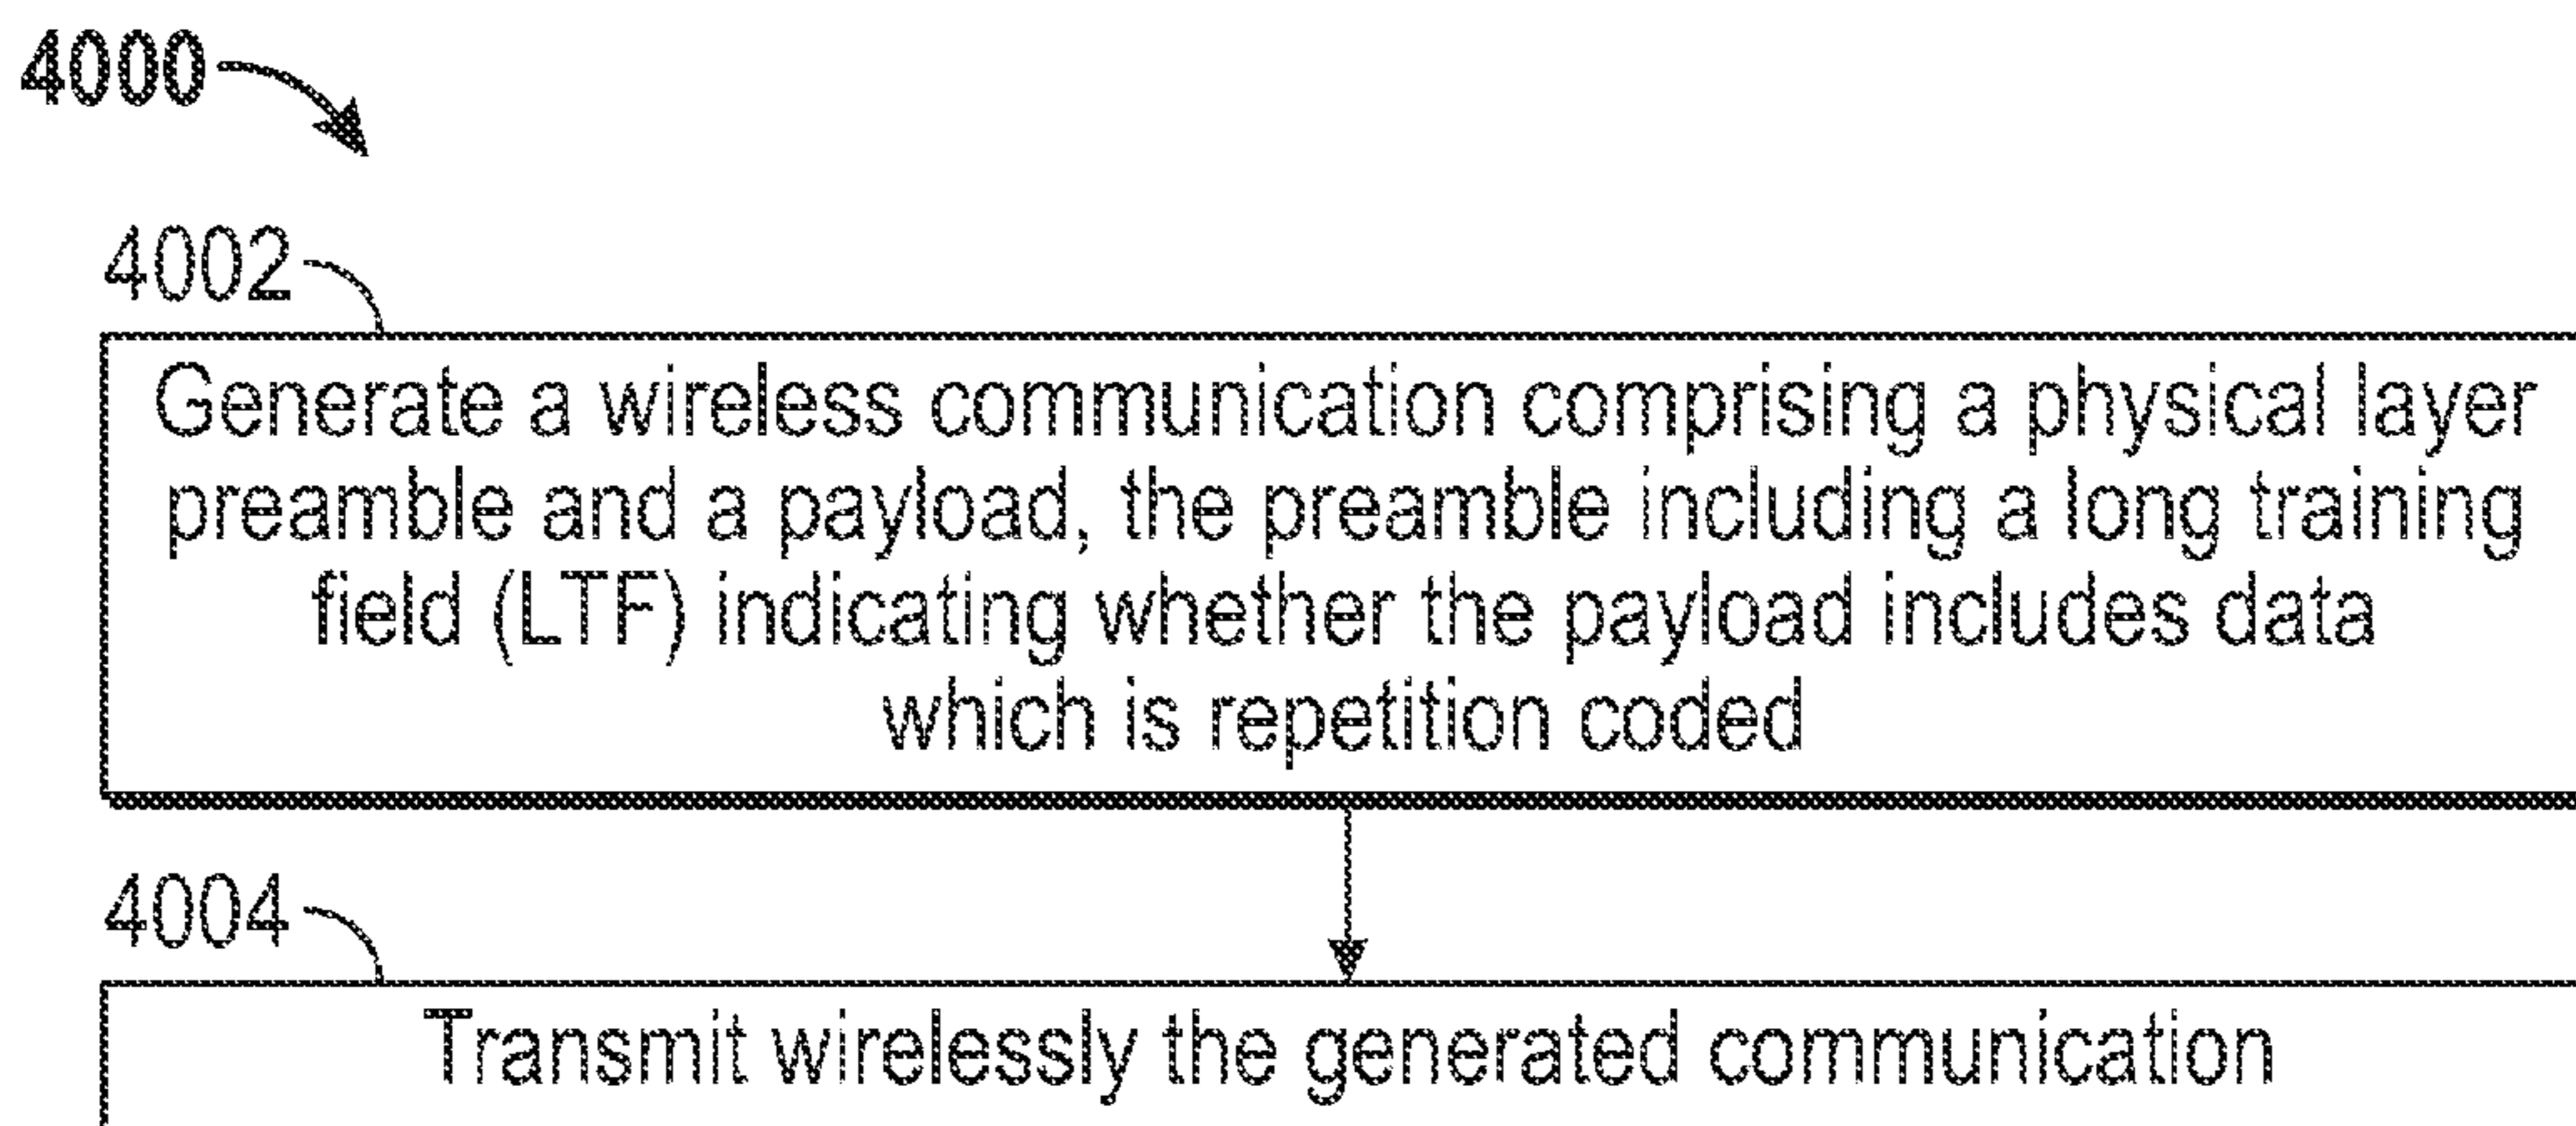 4000
4002
Generate a wireless communication comprising a physical layer
preamble and a payload, the preamble including a long training
field (LTF) indicating whether the payload includes data
which is repetition coded
4004
Transmit wirelessly the generated communication